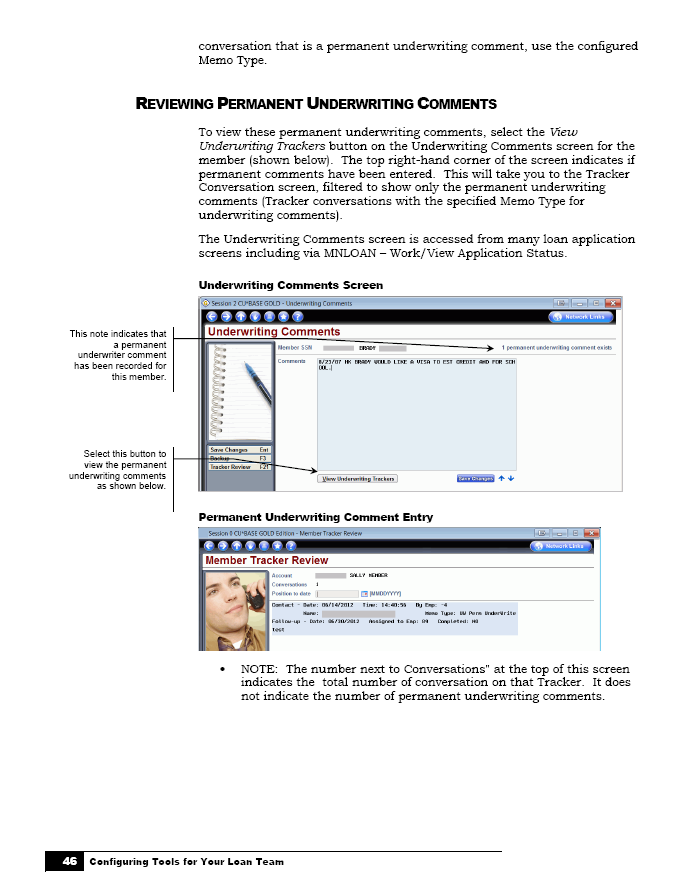 conversation that is a permanent underwriting comment, use the configured
Memo Type.
REVIEWING PERMANENT UNDERWRITING COMMENTS
To view these permanent underwriting comments, select the View
Underwriting Trackers button on the Underwriting Comments screen for the
member (shown below).  The top right-hand corner of the screen indicates if
permanent comments have been entered.  This will take you to the Tracker
Conversation screen, filtered to show only the permanent underwriting
comments (Tracker conversations with the specified Memo Type for
underwriting comments).
The Underwriting Comments screen is accessed from many loan application
screens including via MNLOAN – Work/View Application Status.
Underwriting Comments Screen
Session 2 CU*BASE GOLD - Underwriting Comments
Network Links
Underwriting Comments
Member SSN BRADY 1 permanent underwriting comment exists
Comments 8/23/07 HK BRADY WOULD LIKE A VISA TO EST CREDIT AND FOR SCH
OOL.
Save Changes Ent
Backup F3
Tracker Review F21
View Underwriting Trackers Save Changes
This note indicates that
a permanent
underwriter comment
has been recorded for
this member.
Select this button to
view the permanent
underwriting comments
as shown below.
Permanent Underwriting Comment Entry
Session 0 CU*BASE GOLD Edition - Member Tracker Review
Network Links
Member Tracker Review
Account SALLY MEMBER
Conversations 1
Position to date [MMDDYYYY]
Contact - Date: 06/14/2012 Time: 14:40:56 By Emp: -4
Name: Memo Type: UW Perm UnderWrite
Follow-up - Date: 06/30/2012 Assigned to Emp: 89 Completed: NO
test
• NOTE:  The number next to Conversations" at the top of this screen
indicates the  total number of conversation on that Tracker.  It does
not indicate the number of permanent underwriting comments.
46 Configuring Tools for Your Loan Team